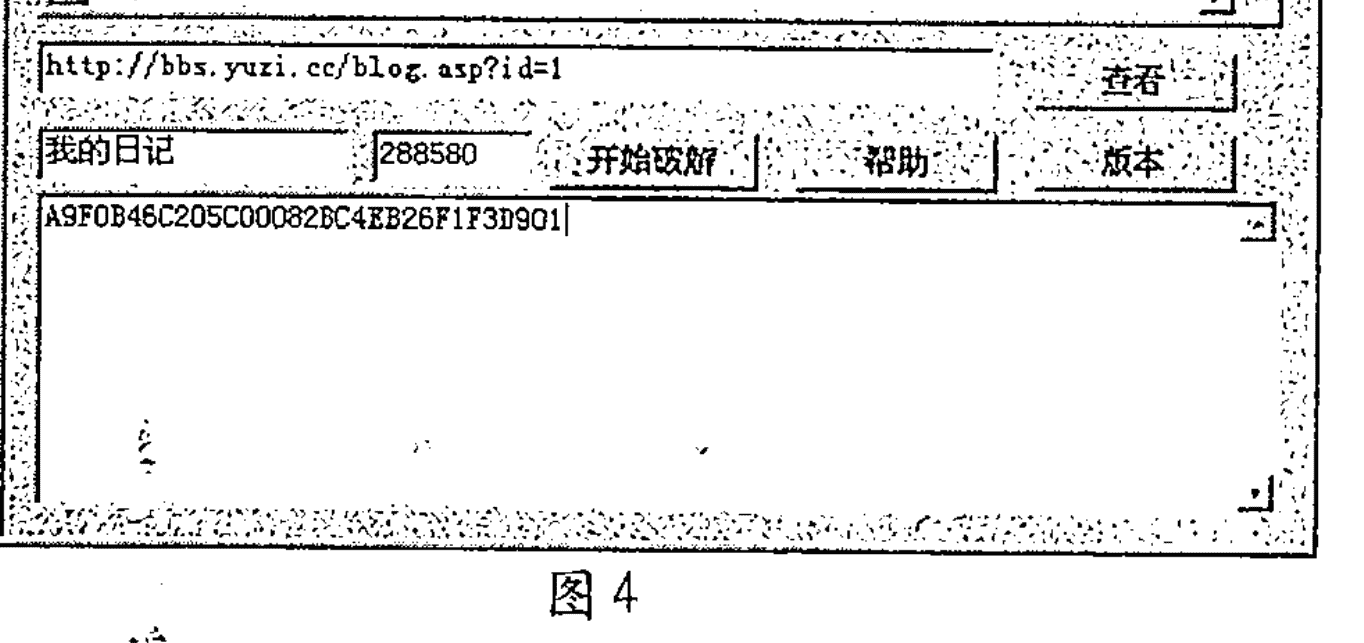 http://bbs.yuzi.cc/blog.asp?id=1
查看
我的日记 288580 开始破解 帮助 版本
A9F0B46C205C00082BC4EB26F1F3D901
图 4